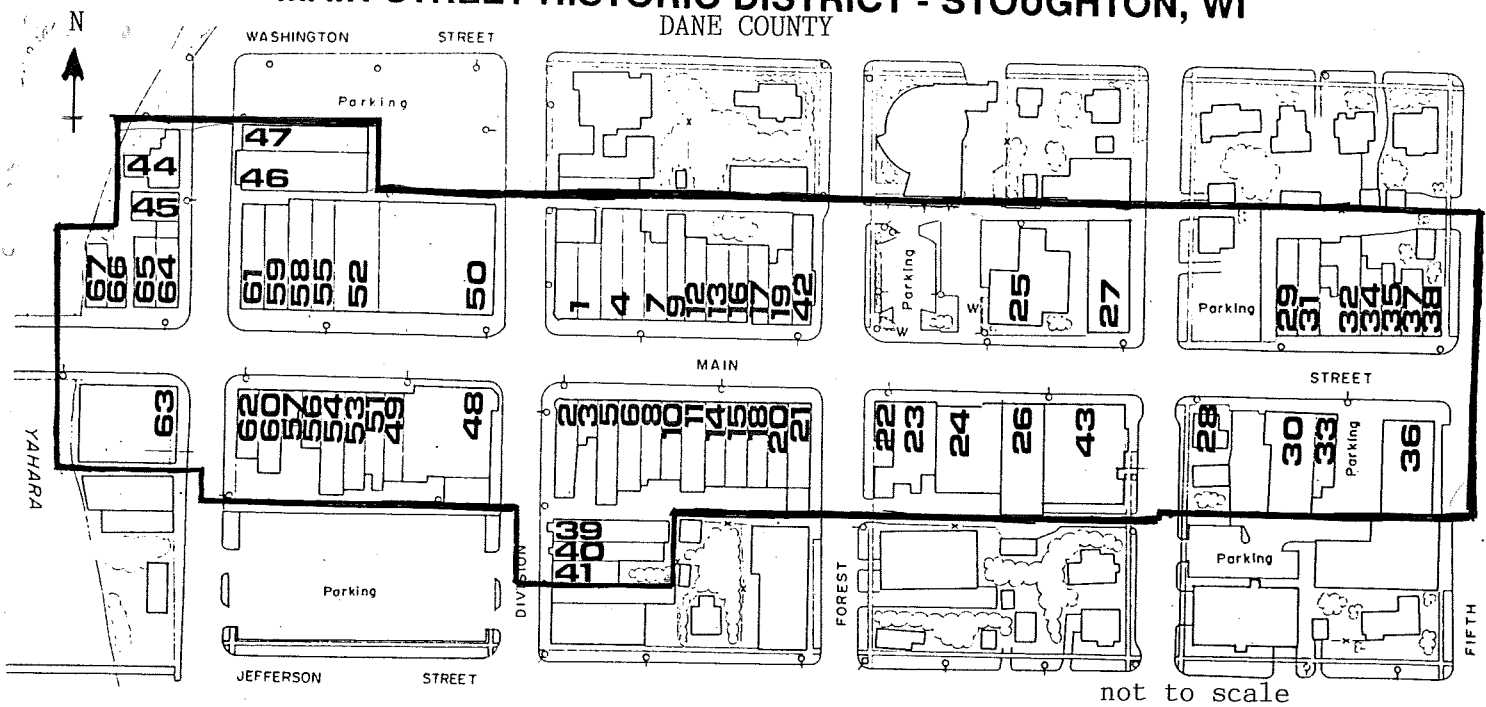 MAIN STREET HISTORIC DISTRICT - STOUGHTON, WI
DANE COUNTY
N
WASHINGTON STREET
Parking
47
46
44
45
67 66 65 64
61 59 58 55 52 50
1 4 7 9 12 13 16 17 19 42
Parking
W
W
25
27
Parking
29 31 32 34 35 37 38
MAIN STREET
63
62 60 57 56 54 53 51 49 48
2 3 5 6 8 10 11 14 15 18 20 21
22 23 24 26 43
28 30 33
Parking
36
YAHARA
39
40
41
DIVISION
Parking
FOREST
Parking
FIFTH
JEFFERSON STREET
not to scale